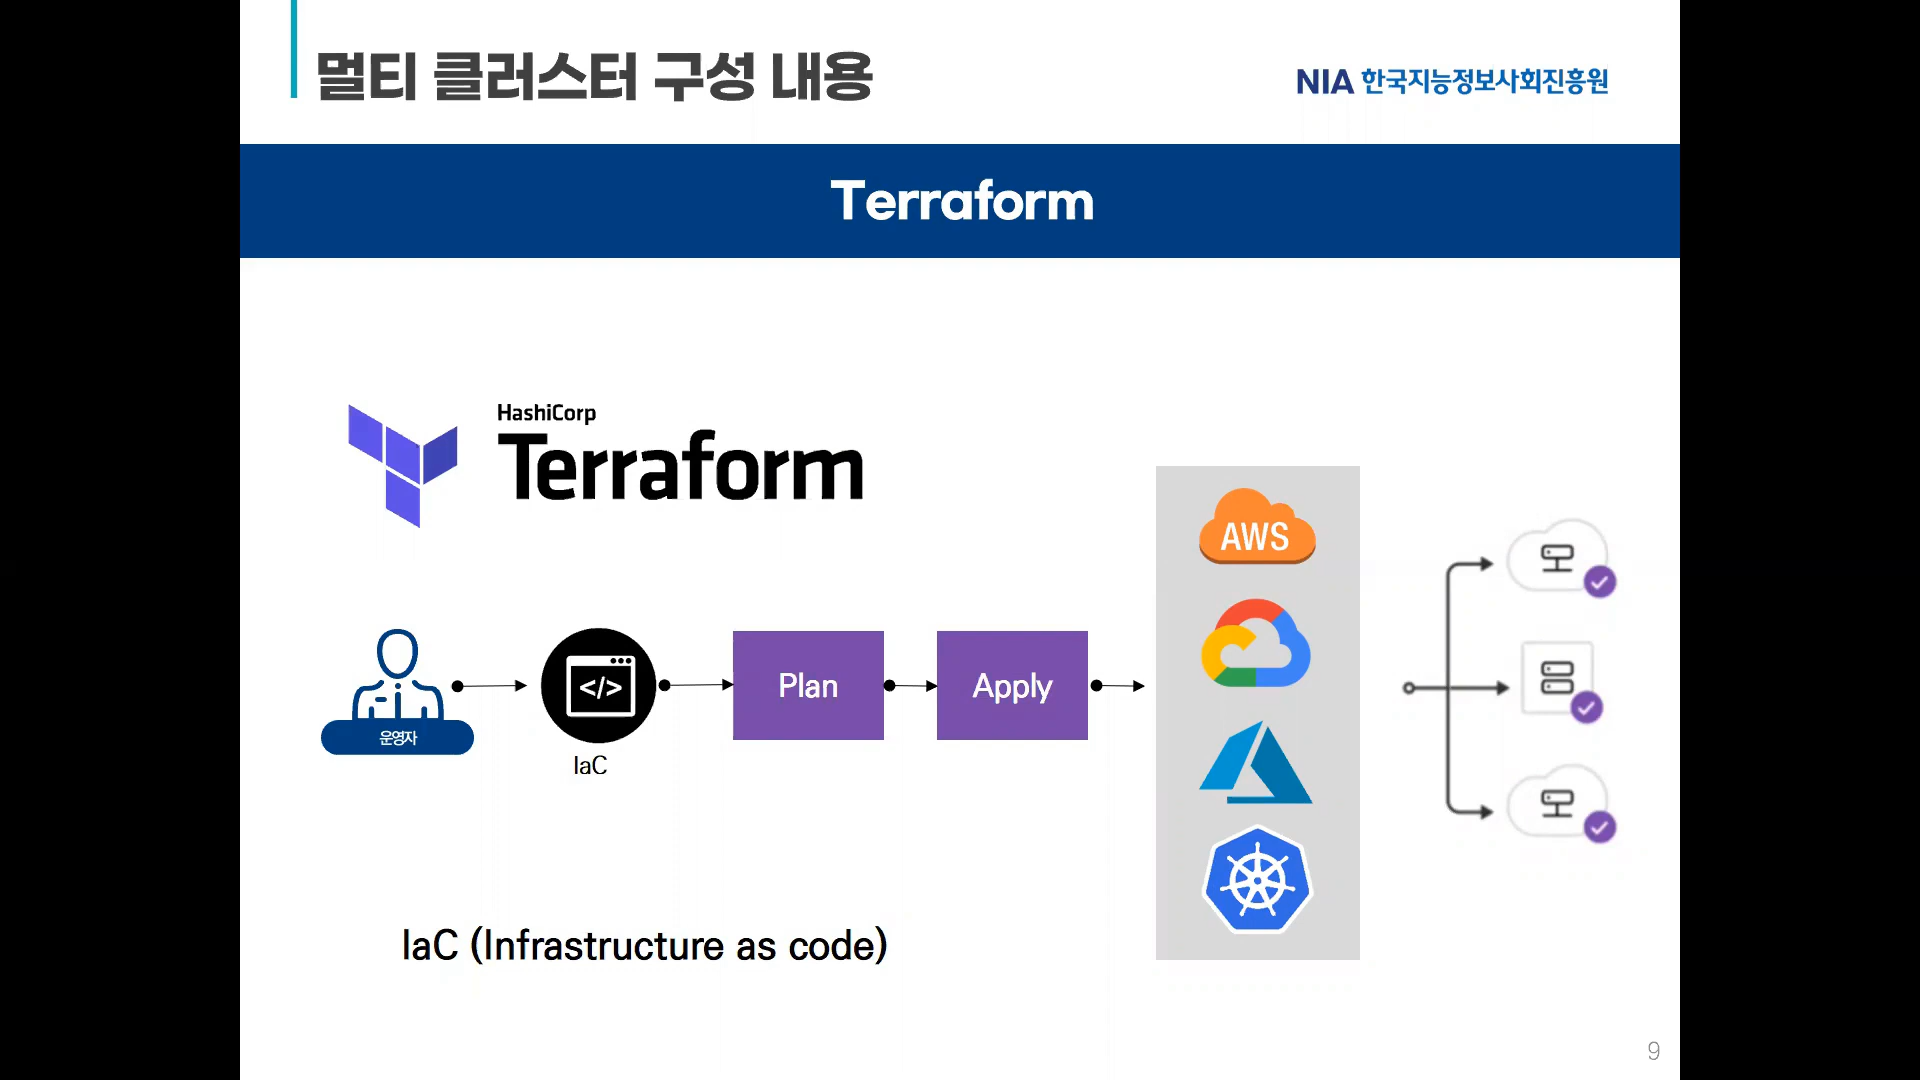 멀티 클러스터 구성 내용
NIA 한국지능정보사회진흥원
Terraform
HashiCorp
Terraform
AWS
운영자
</>
IaC
Plan
Apply
IaC (Infrastructure as code)
9